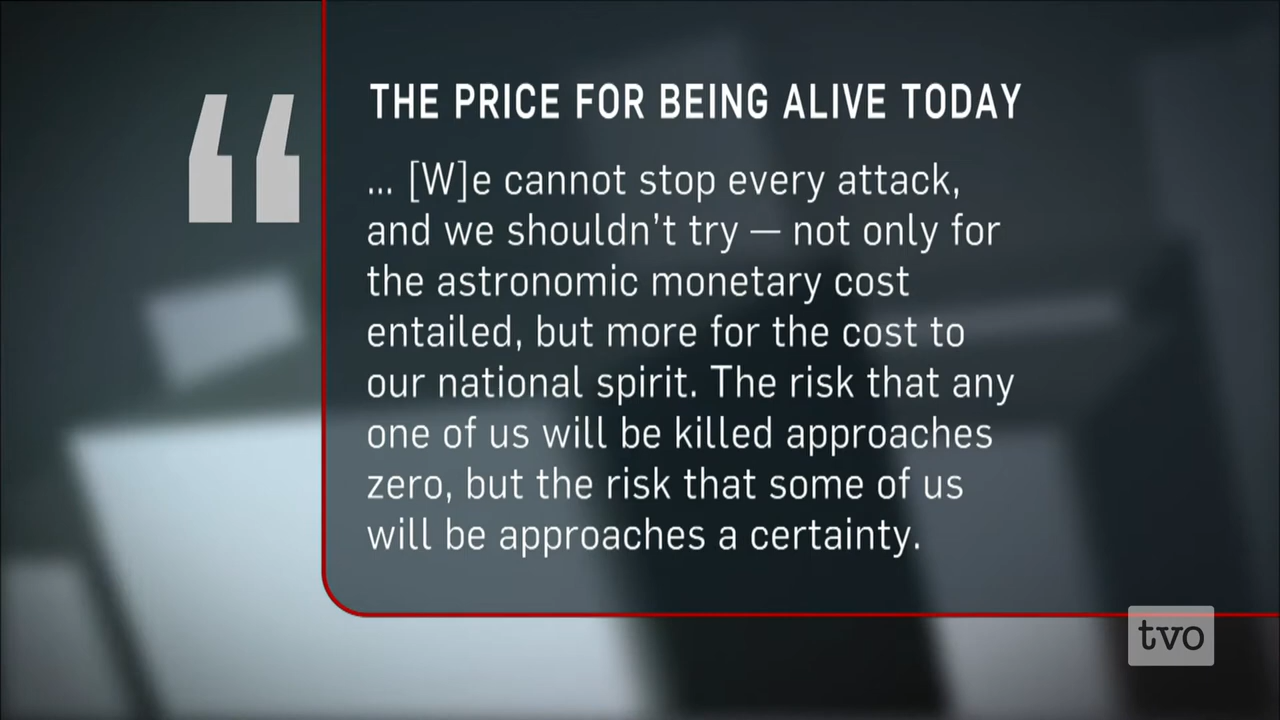 “
THE PRICE FOR BEING ALIVE TODAY
... [W]e cannot stop every attack,
and we shouldn't try — not only for
the astronomic monetary cost
entailed, but more for the cost to
our national spirit. The risk that any
one of us will be killed approaches
zero, but the risk that some of us
will be approaches a certainty.
tvo